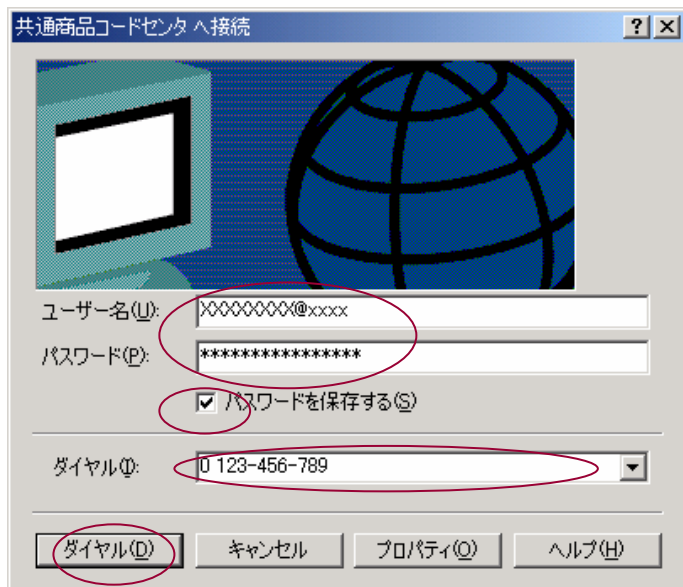 共通商品コードセンタ へ接続
ユーザー名(U): XXXXXXXX@xxxx
パスワード(P): ****************
パスワードを保存する(S)
ダイヤル(I): 0 123-456-789
ダイヤル(D) キャンセル プロパティ(O) ヘルプ(H)